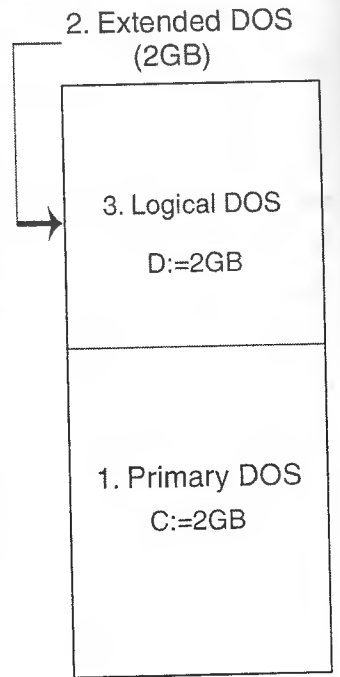 2. Extended DOS
(2GB)
3. Logical DOS
D:=2GB
1. Primary DOS
C:=2GB